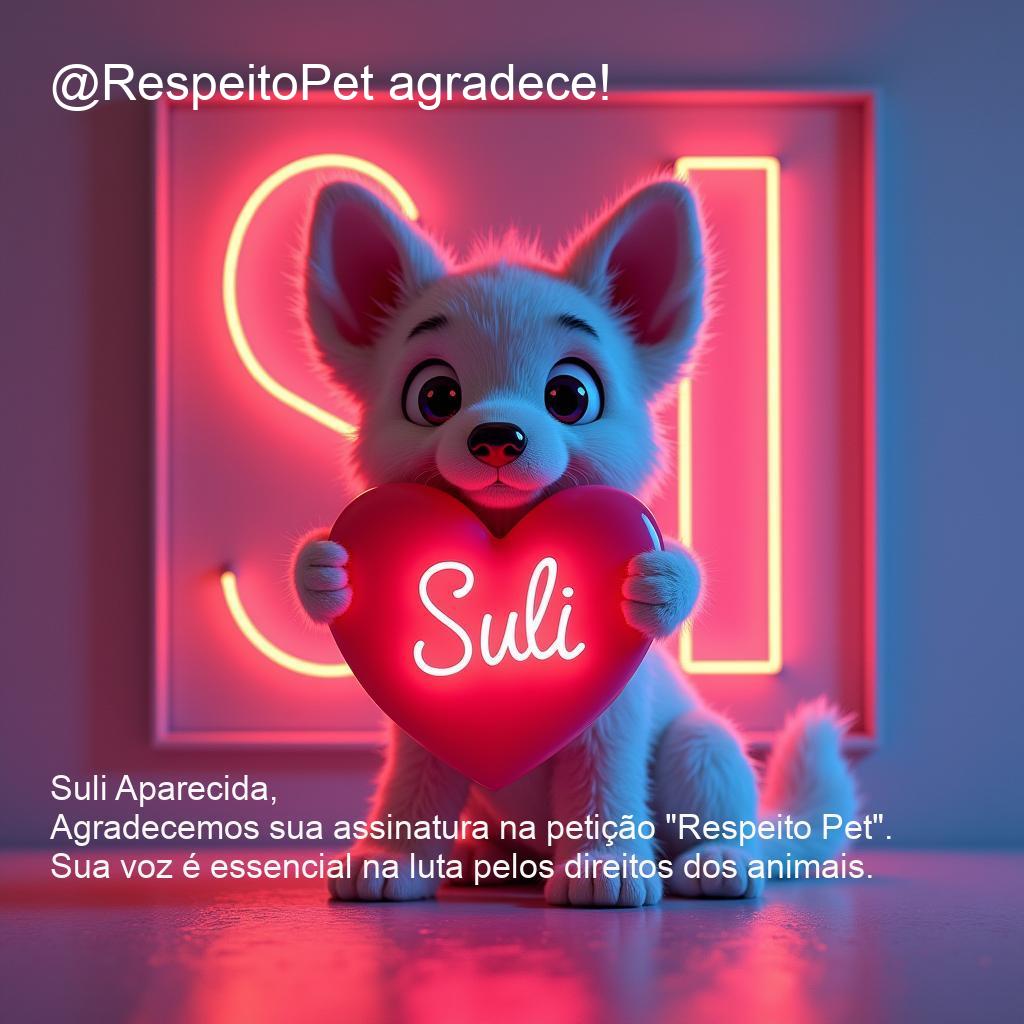 @RespeitoPet agradece!
S I
Suli
Suli Aparecida,
Agradecemos sua assinatura na petição "Respeito Pet".
Sua voz é essencial na luta pelos direitos dos animais.